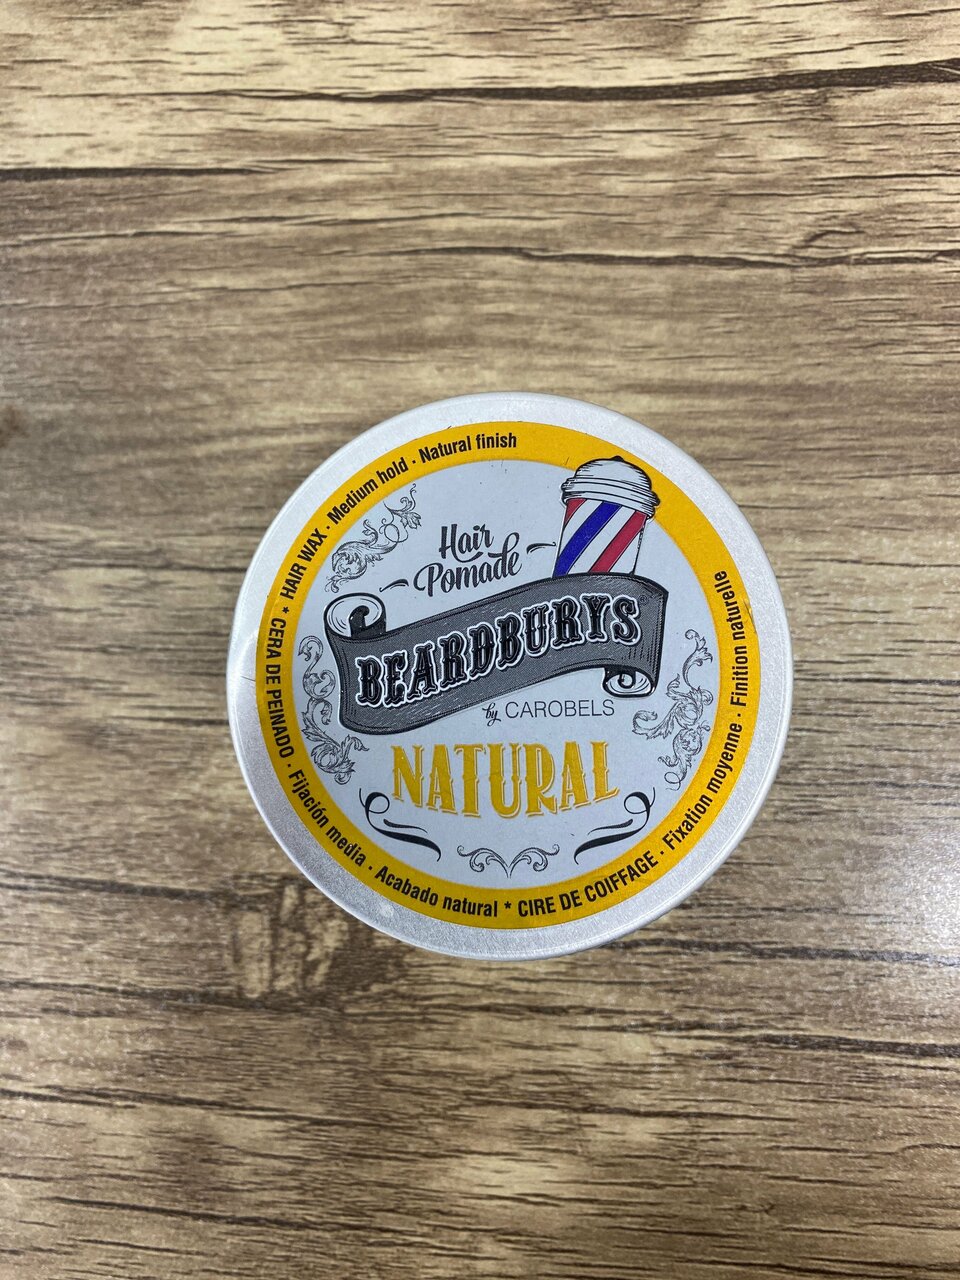 Hair
Pomade
BEARDBURYS
by CAROBELS
NATURAL
* HAIR WAX · Medium hold · Natural finish
* CERA DE PEINADO · Fijación media · Acabado natural
* CIRE DE COIFFAGE · Fixation moyenne · Finition naturelle